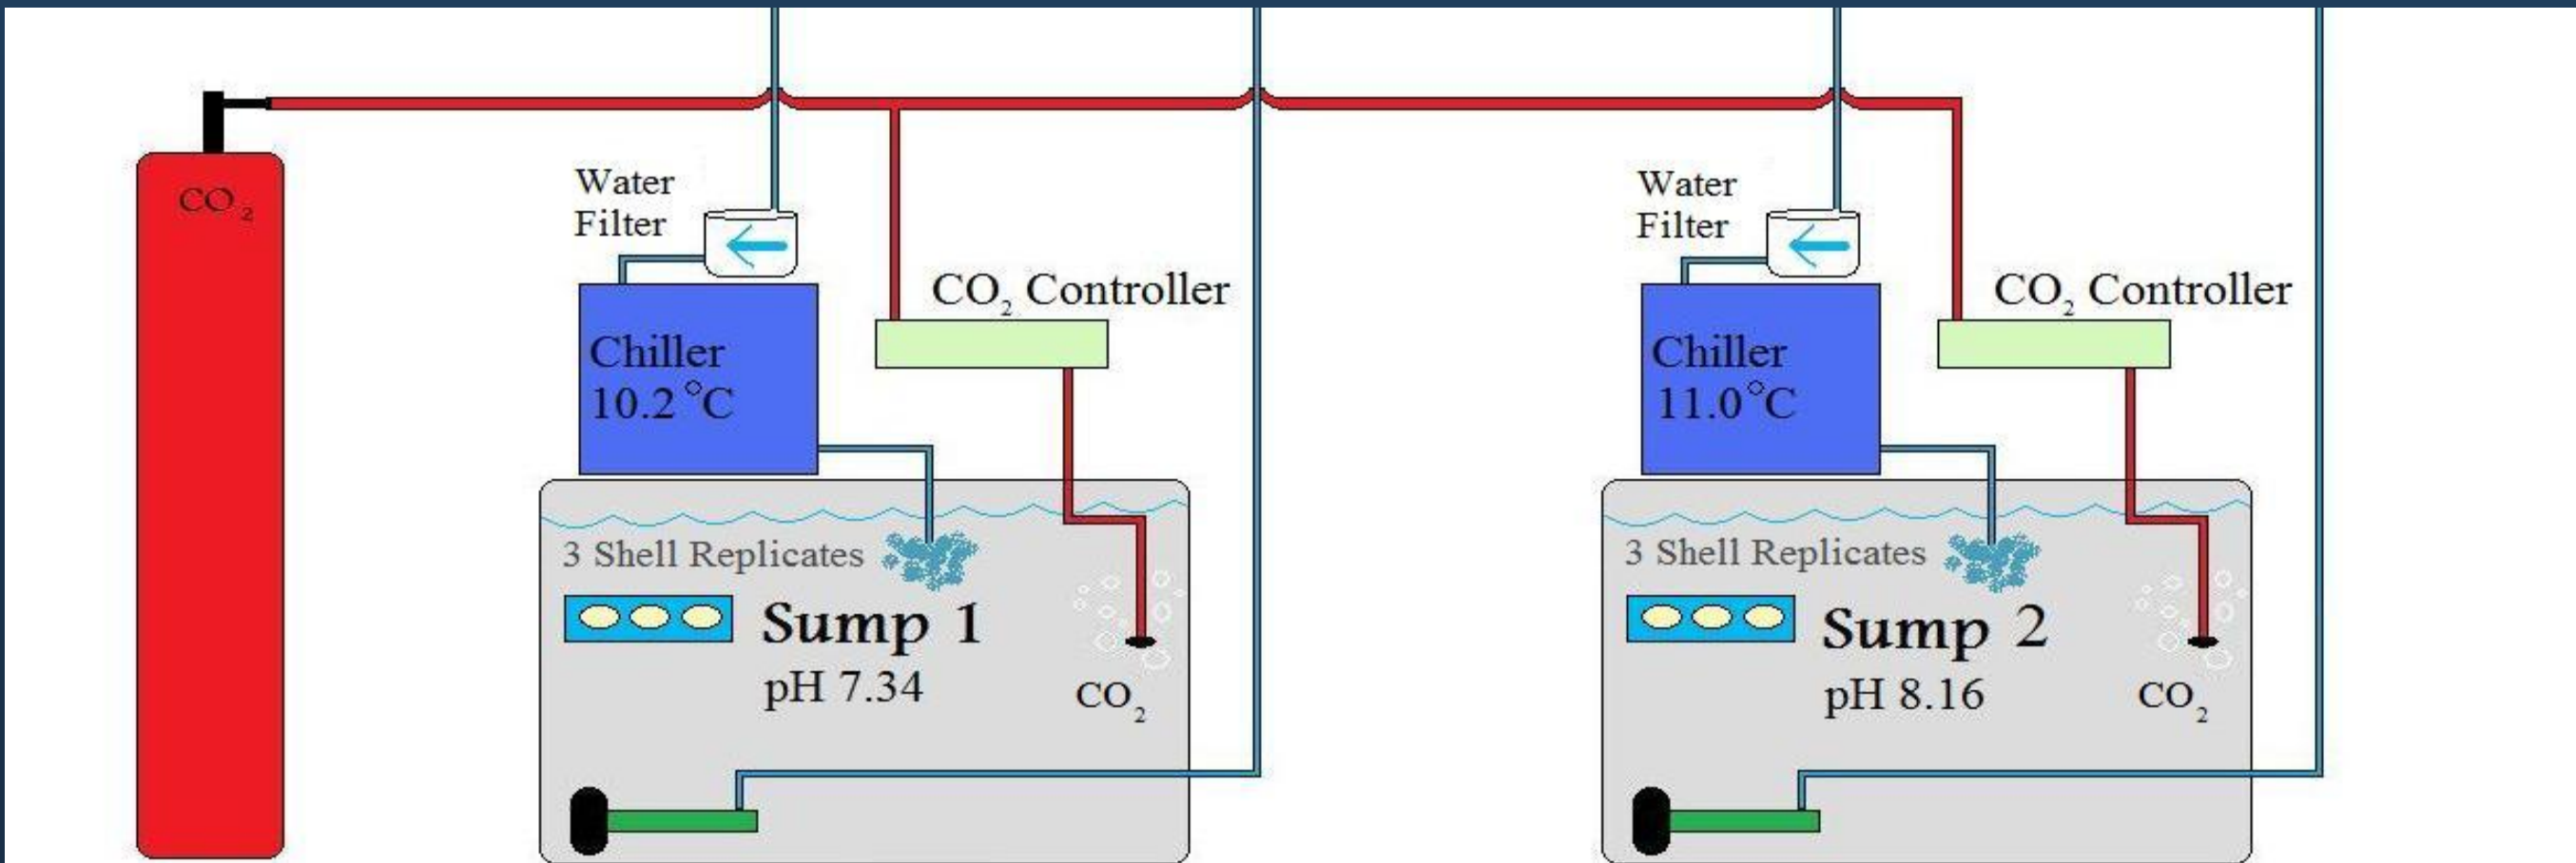 CO₂
Water
Filter
CO₂ Controller
Chiller
10.2 °C
3 Shell Replicates
Sump 1
pH 7.34
CO₂
Water
Filter
CO₂ Controller
Chiller
11.0°C
3 Shell Replicates
Sump 2
pH 8.16
CO₂